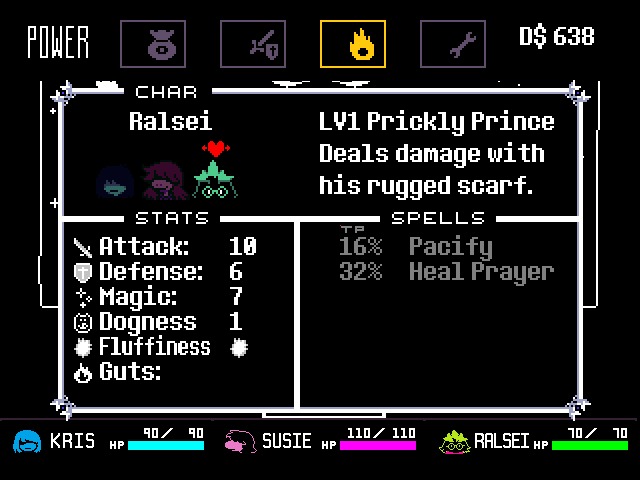 POWER
D$ 638
CHAR
Ralsei
LV1 Prickly Prince
Deals damage with
his rugged scarf.
STATS
SPELLS
TP
Attack: 10
16% Pacify
Defense: 6
32% Heal Prayer
Magic: 7
Dogness 1
Fluffiness
Guts:
KRIS HP 90/ 90
SUSIE HP 110/ 110
RALSEI HP 70/ 70